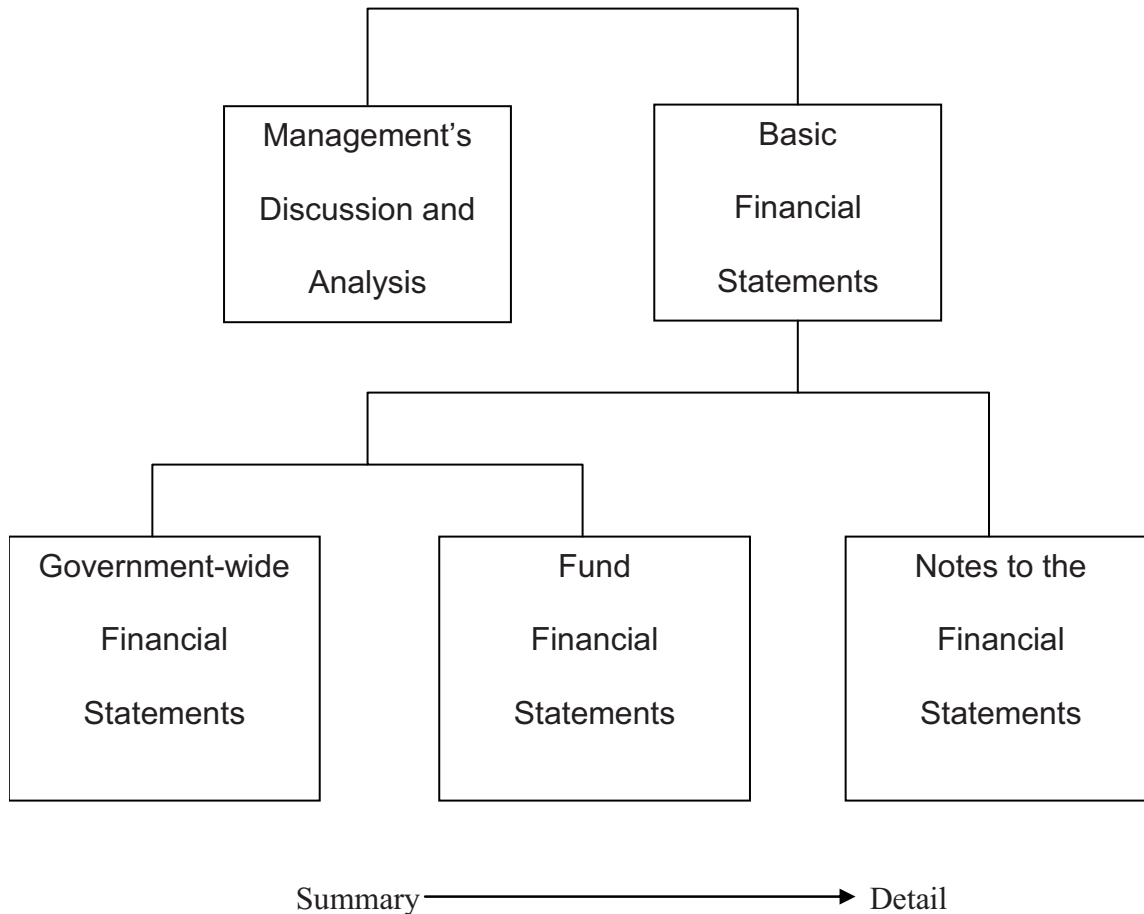 Management’s
Discussion and
Analysis
Basic
Financial
Statements
Government-wide
Financial
Statements
Fund
Financial
Statements
Notes to the
Financial
Statements
Summary
Detail